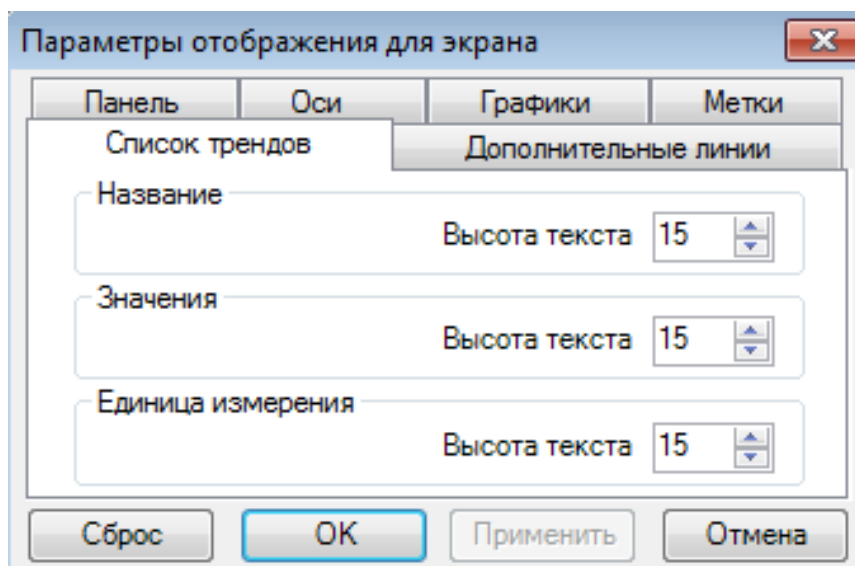 Параметры отображения для экрана
Панель Оси Графики Метки
Список трендов Дополнительные линии
Название
Высота текста 15
Значения
Высота текста 15
Единица измерения
Высота текста 15
Сброс OK Применить Отмена